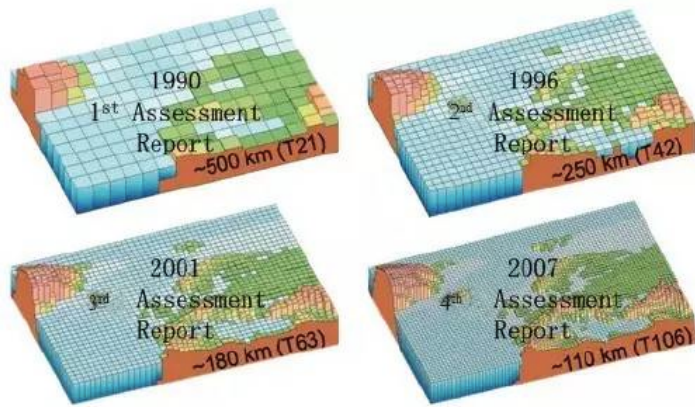 1990
1st Assessment
Report
~500 km (T21)
1996
2nd Assessment
Report
~250 km (T42)
2001
3rd Assessment
Report
~180 km (T63)
2007
4th Assessment
Report
~110 km (T106)